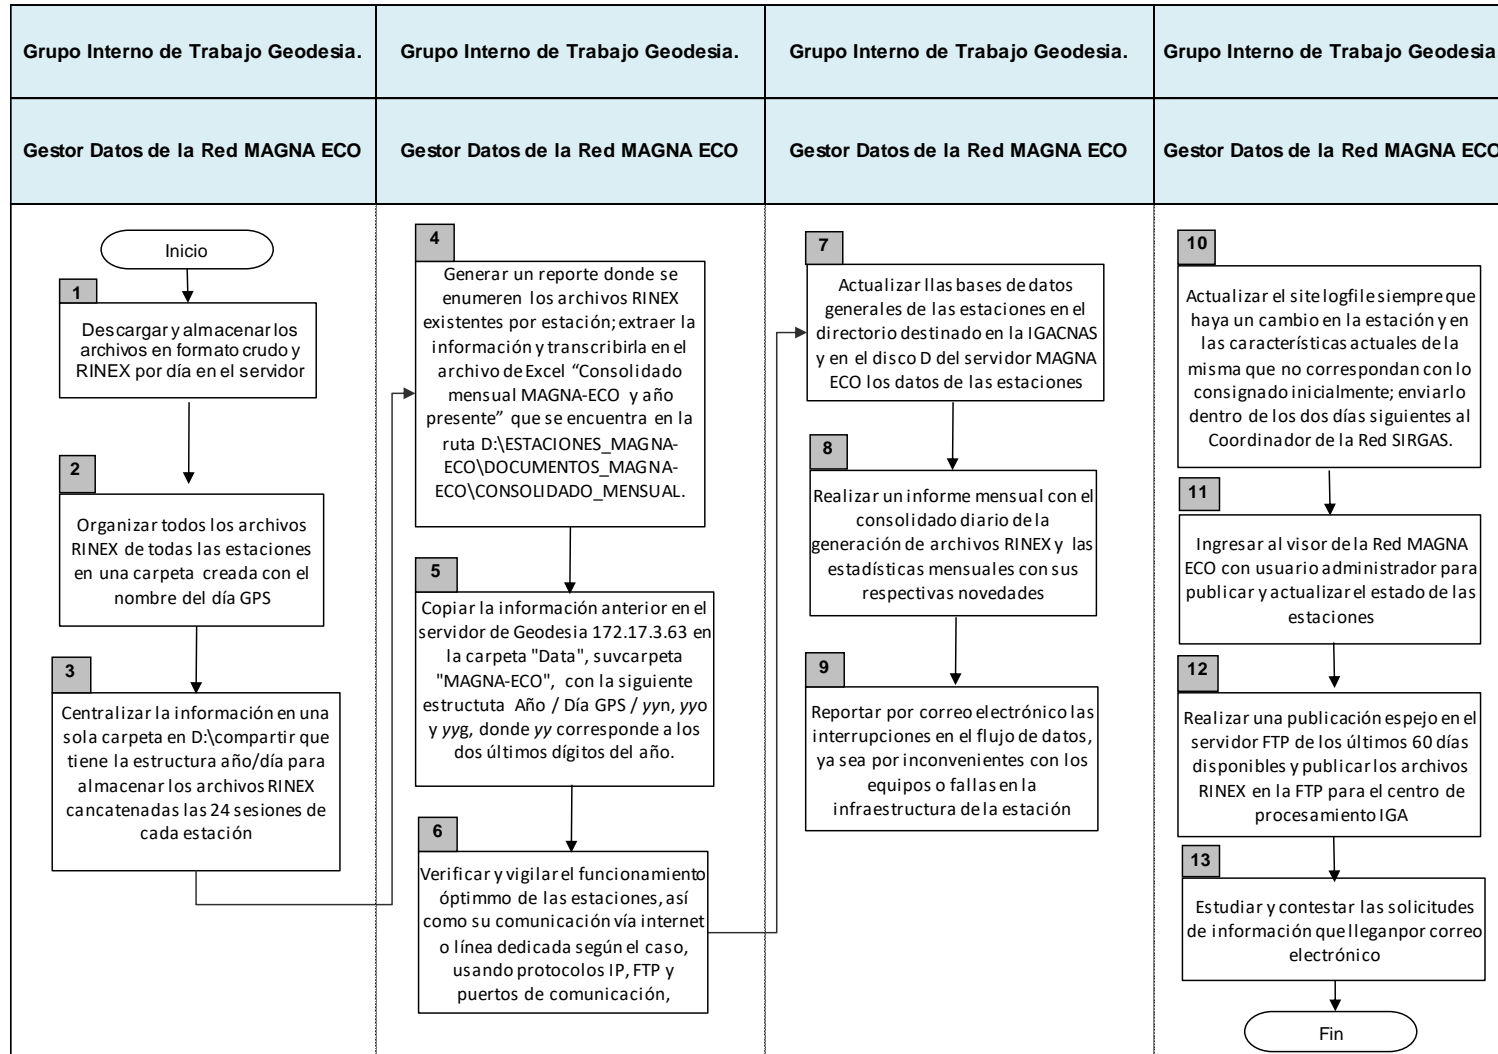 Grupo Interno de Trabajo Geodesia.
Grupo Interno de Trabajo Geodesia.
Grupo Interno de Trabajo Geodesia.
Grupo Interno de Trabajo Geodesia
Gestor Datos de la Red MAGNA ECO
Gestor Datos de la Red MAGNA ECO
Gestor Datos de la Red MAGNA ECO
Gestor Datos de la Red MAGNA ECO
Inicio
1
Descargar y almacenar los
archivos en formato crudo y
RINEX por día en el servidor
2
Organizar todos los archivos
RINEX de todas las estaciones
en una carpeta creada con el
nombre del día GPS
3
Centralizar la información en una
sola carpeta en D:\compartir que
tiene la estructura año/día para
almacenar los archivos RINEX
cancatenadas las 24 sesiones de
cada estación
4
Generar un reporte donde se
enumeren los archivos RINEX
existentes por estación; extraer la
información y transcribirla en el
archivo de Excel “Consolidado
mensual MAGNA-ECO y año
presente” que se encuentra en la
ruta D:\ESTACIONES_MAGNA-
ECO\DOCUMENTOS_MAGNA-
ECO\CONSOLIDADO_MENSUAL.
5
Copiar la información anterior en el
servidor de Geodesia 172.17.3.63 en
la carpeta "Data", suvcarpeta
"MAGNA-ECO", con la siguiente
estructuta Año / Día GPS / yyn, yyo
y yyg, donde yy corresponde a los
dos últimos dígitos del año.
6
Verificar y vigilar el funcionamiento
óptimmo de las estaciones, así
como su comunicación vía internet
o línea dedicada según el caso,
usando protocolos IP, FTP y
puertos de comunicación,
7
Actualizar llas bases de datos
generales de las estaciones en el
directorio destinado en la IGACNAS
y en el disco D del servidor MAGNA
ECO los datos de las estaciones
8
Realizar un informe mensual con el
consolidado diario de la
generación de archivos RINEX y las
estadísticas mensuales con sus
respectivas novedades
9
Reportar por correo electrónico las
interrupciones en el flujo de datos,
ya sea por inconvenientes con los
equipos o fallas en la
infraestructura de la estación
10
Actualizar el site logfile siempre que
haya un cambio en la estación y en
las características actuales de la
misma que no correspondan con lo
consignado inicialmente; enviarlo
dentro de los dos días siguientes al
Coordinador de la Red SIRGAS.
11
Ingresar al visor de la Red MAGNA
ECO con usuario administrador para
publicar y actualizar el estado de las
estaciones
12
Realizar una publicación espejo en el
servidor FTP de los últimos 60 días
disponibles y publicar los archivos
RINEX en la FTP para el centro de
procesamiento IGA
13
Estudiar y contestar las solicitudes
de información que lleganpor correo
electrónico
Fin